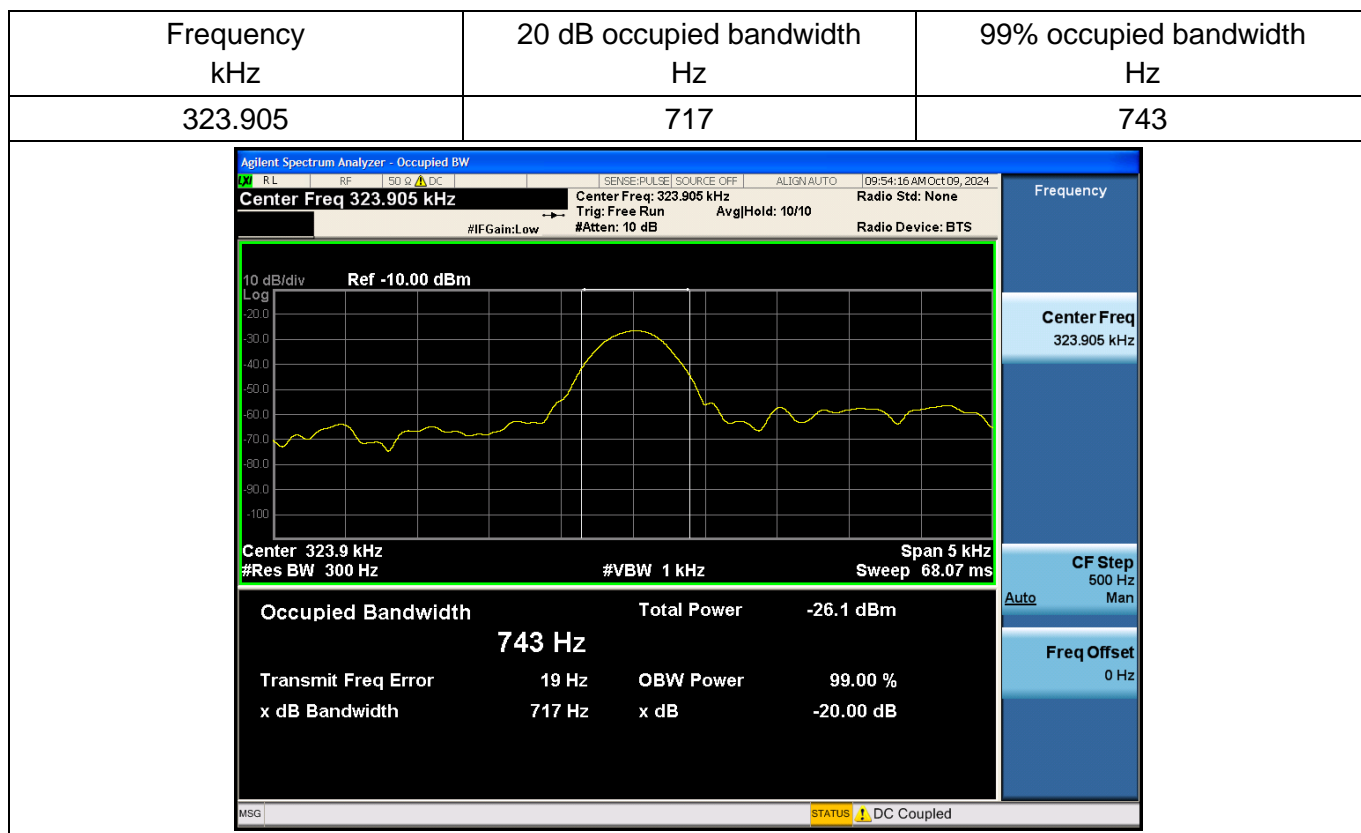 Frequency
kHz
20 dB occupied bandwidth
Hz
99% occupied bandwidth
Hz
323.905
717
743
Agilent Spectrum Analyzer - Occupied BW
LXI RL RF 50 Ω DC SENSE:PULSE SOURCE OFF ALIGN AUTO 09:54:16 AM Oct 09, 2024
Center Freq 323.905 kHz
Center Freq: 323.905 kHz
Radio Std: None
Trig: Free Run Avg|Hold: 10/10
#IFGain:Low
#Atten: 10 dB
Radio Device: BTS
10 dB/div Ref -10.00 dBm
Log
-20.0
-30.0
-40.0
-50.0
-60.0
-70.0
-80.0
-90.0
-100
Center 323.9 kHz Span 5 kHz
#Res BW 300 Hz #VBW 1 kHz Sweep 68.07 ms
Occupied Bandwidth Total Power -26.1 dBm
743 Hz
Transmit Freq Error 19 Hz OBW Power 99.00 %
x dB Bandwidth 717 Hz x dB -20.00 dB
Frequency
Center Freq
323.905 kHz
CF Step
500 Hz
Auto Man
Freq Offset
0 Hz
MSG STATUS DC Coupled